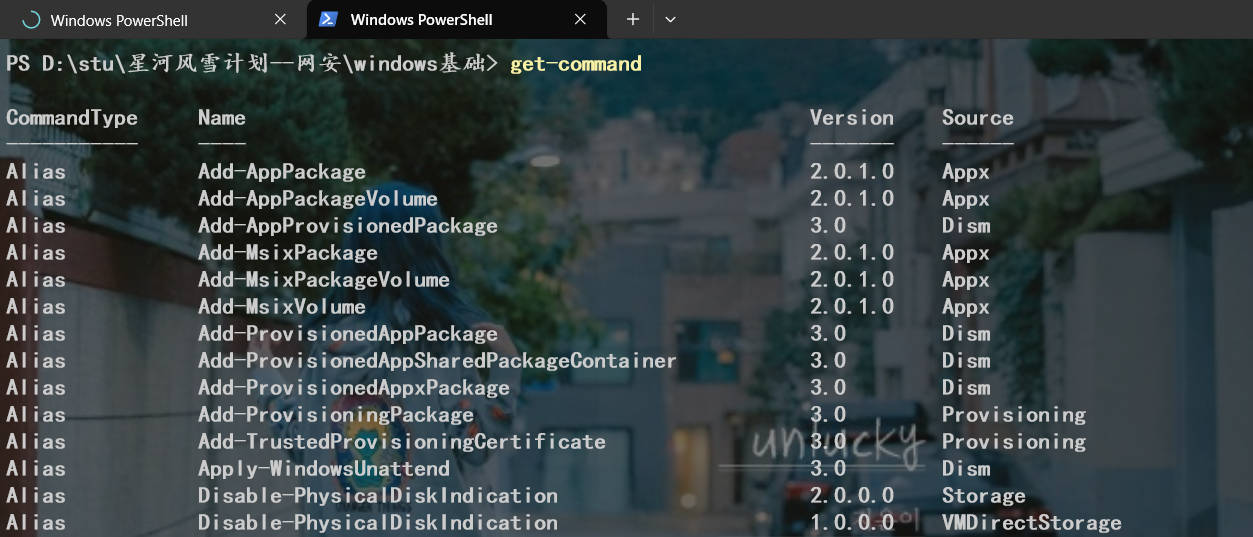 Windows PowerShell Windows PowerShell
PS D:\stu\星河风雪计划--网安\windows基础> get-command
CommandType Name Version Source
----------- ---- ------- ------
Alias Add-AppPackage 2.0.1.0 Appx
Alias Add-AppPackageVolume 2.0.1.0 Appx
Alias Add-AppProvisionedPackage 3.0 Dism
Alias Add-MsixPackage 2.0.1.0 Appx
Alias Add-MsixPackageVolume 2.0.1.0 Appx
Alias Add-MsixVolume 2.0.1.0 Appx
Alias Add-ProvisionedAppPackage 3.0 Dism
Alias Add-ProvisionedAppSharedPackageContainer 3.0 Dism
Alias Add-ProvisionedAppxPackage 3.0 Dism
Alias Add-ProvisioningPackage 3.0 Provisioning
Alias Add-TrustedProvisioningCertificate 3.0 Provisioning
unlucky
Alias Apply-WindowsUnattend 3.0 Dism
Alias Disable-PhysicalDiskIndication 2.0.0.0 Storage
Alias Disable-PhysicalDiskIndication 1.0.0.0 VMDirectStorage